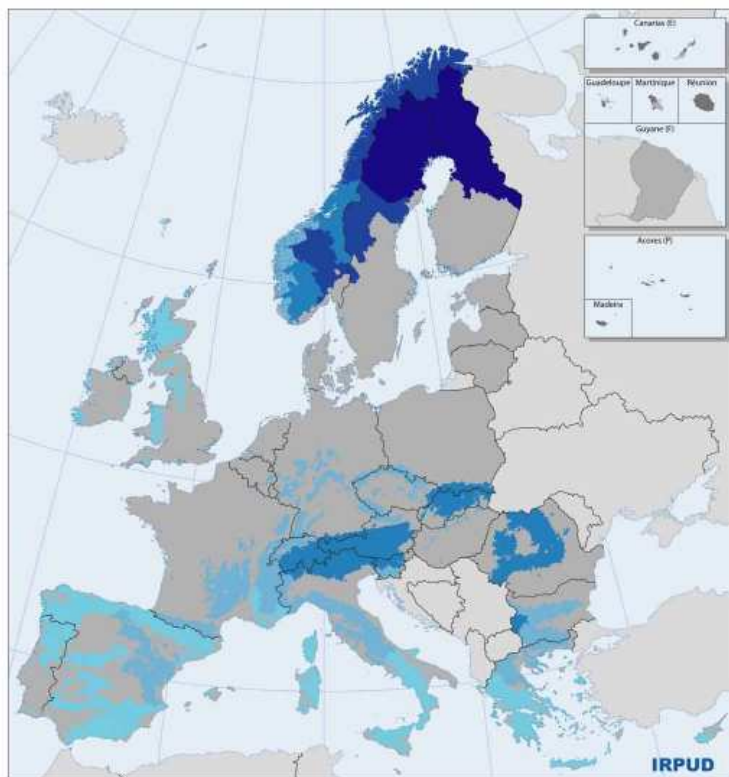 Canarias (E)
Guadeloupe
Martinique
Réunion
Guyane (F)
Acores (P)
Madeira
IRPUD